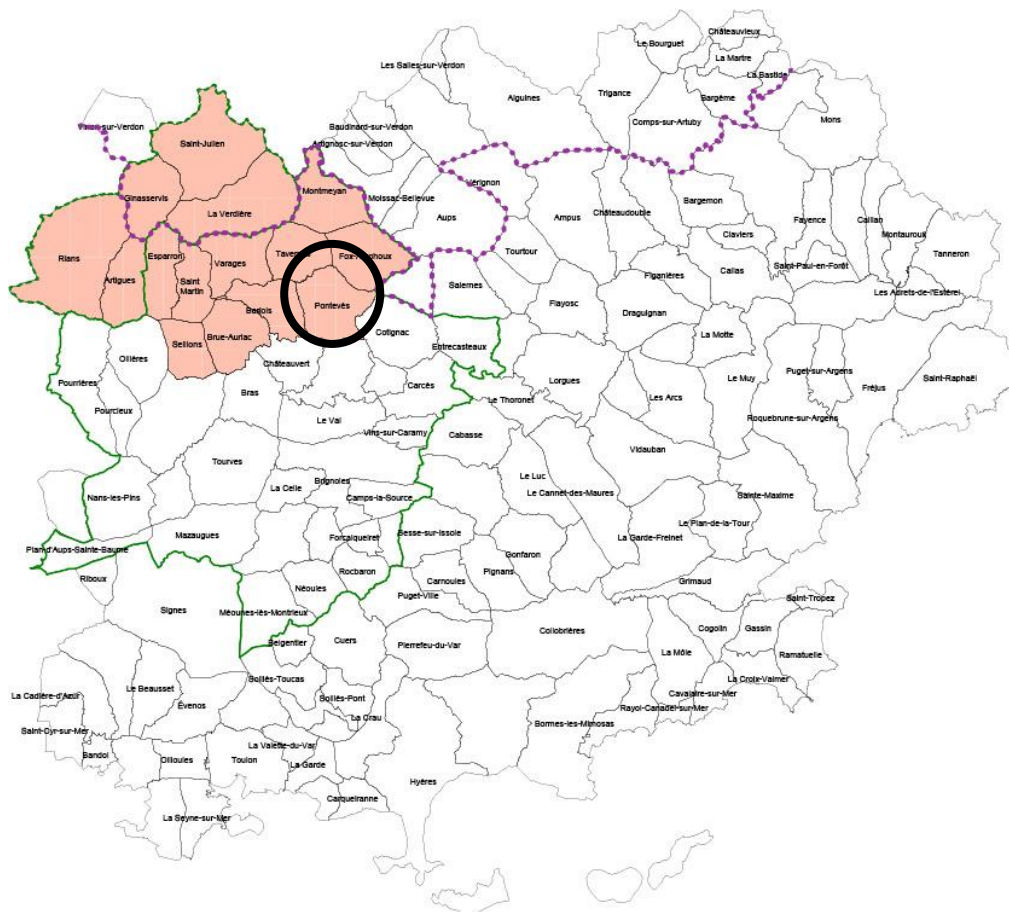 Châteauvieux
Le Bourguet
La Martre
Les Salles-sur-Verdon
La Bastide
Aiguines
Trigance
Bargème
Comps-sur-Artuby
Mons
Baudinard-sur-Verdon
Saint-Julien
Vérignon
Montmeyan
Moissac-Bellevue
Ginasservis
La Verdière
Aups
Ampus
Châteaudouble
Bargemon
Fayence
Callian
Montauroux
Claviers
Rians
Esparron
Varages
Tourtour
Tanneron
Artigues
Saint
Martin
Salernes
Figanières
Callas
Saint-Paul-en-Forêt
Les Adrets-de-l'Estérel
Pontevès
Flayosc
Draguignan
Seillons
Brue-Auriac
Cotignac
Entrecasteaux
La Motte
Ollières
Châteauvert
Lorgues
Le Muy
Puget-sur-Argens
Saint-Raphaël
Pourrières
Bras
Carcès
Fréjus
Pourcieux
Le Thoronet
Les Arcs
Roquebrune-sur-Argens
Le Val
Vins-sur-Caramy
Cabasse
Vidauban
Tourves
Le Luc
La Celle
Brignoles
Le Cannet-des-Maures
Nans-les-Pins
Camps-la-Source
Sainte-Maxime
Mazaugues
Forcalqueiret
Besse-sur-Issole
La Garde-Freinet
Le Plan-de-la-Tour
Plan-d'Aups-Sainte-Baume
Gonfaron
Riboux
Rocbaron
Carnoules
Pignans
Grimaud
Signes
Néoules
Puget-Ville
Saint-Tropez
Méounes-lès-Montrieux
Cogolin
Gassin
Belgentier
Cuers
Pierrefeu-du-Var
Collobrières
La Môle
Ramatuelle
Solliès-Toucas
La Croix-Valmer
La Cadière-d'Azur
Le Beausset
Évenos
Solliès-Pont
Cavalaire-sur-Mer
Rayol-Canadel-sur-Mer
Saint-Cyr-sur-Mer
La Crau
Bormes-les-Mimosas
Bandol
Ollioules
Toulon
La Valette-du-Var
La Garde
Hyères
Carqueiranne
La Seyne-sur-Mer